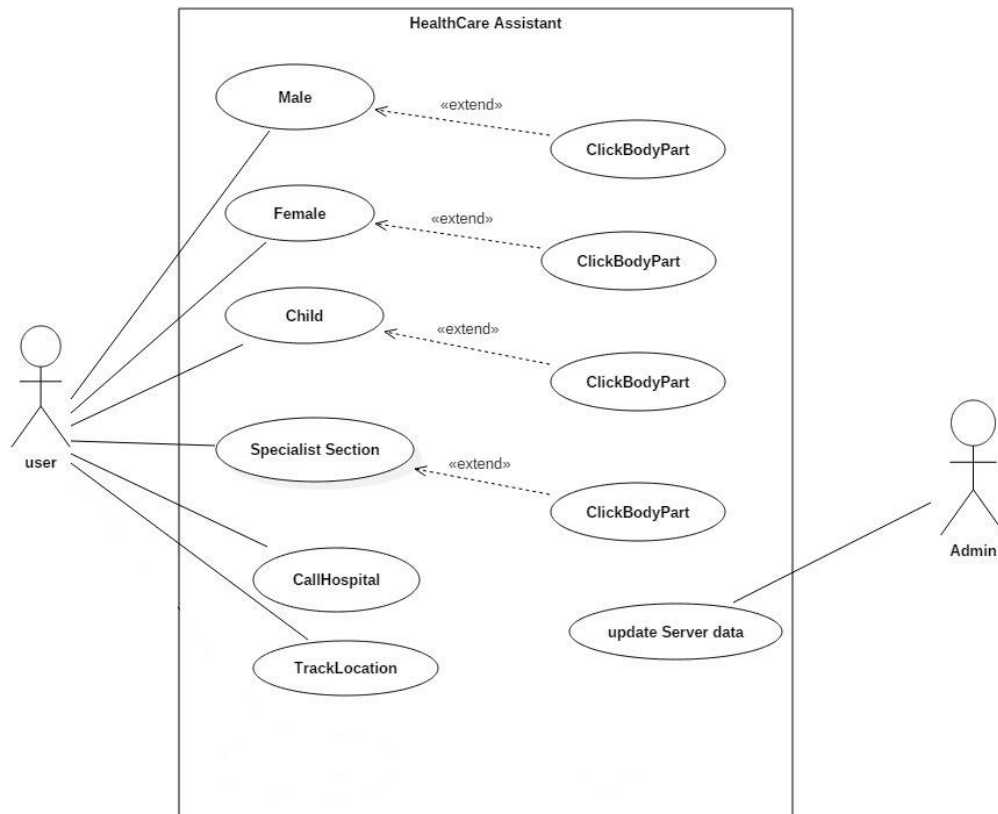 HealthCare Assistant
Male
«extend»
ClickBodyPart
Female
«extend»
ClickBodyPart
Child
«extend»
ClickBodyPart
user
Specialist Section
«extend»
ClickBodyPart
Admin
CallHospital
update Server data
TrackLocation